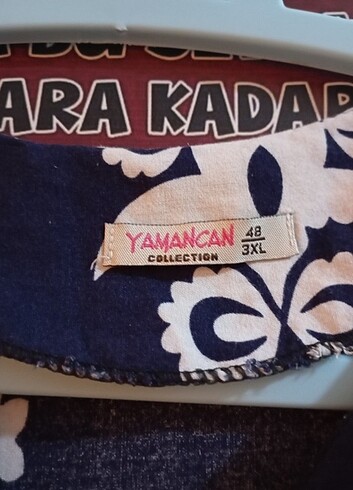 ARA KADAR
YAMANCAN 48
COLLECTION 3XL